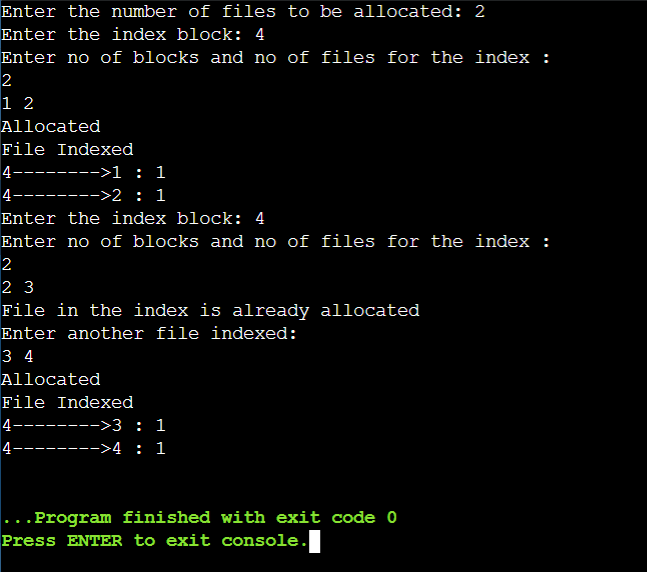 Enter the number of files to be allocated: 2
Enter the index block: 4
Enter no of blocks and no of files for the index :
2
1 2
Allocated
File Indexed
4-------->1 : 1
4-------->2 : 1
Enter the index block: 4
Enter no of blocks and no of files for the index :
2
2 3
File in the index is already allocated
Enter another file indexed:
3 4
Allocated
File Indexed
4-------->3 : 1
4-------->4 : 1
...Program finished with exit code 0
Press ENTER to exit console.